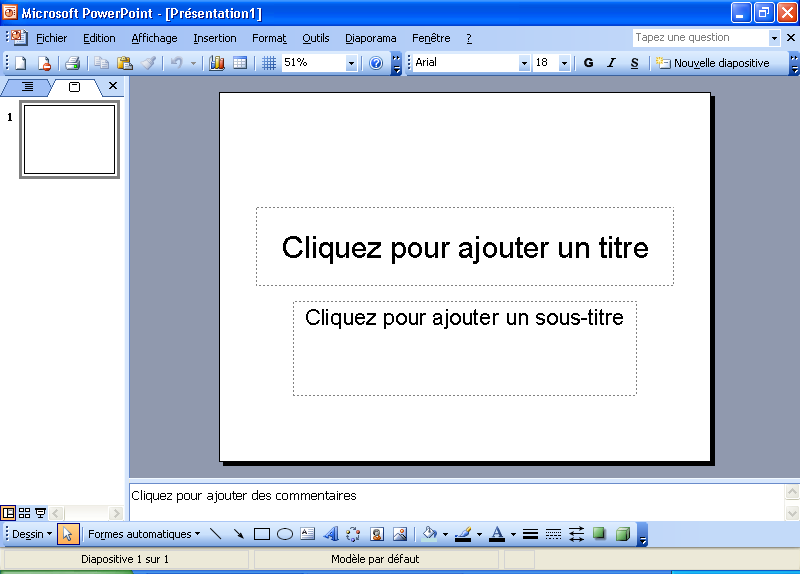 Microsoft PowerPoint - [Présentation1]
Fichier Edition Affichage Insertion Format Outils Diaporama Fenêtre ? Tapez une question
51% Arial 18 G I S Nouvelle diapositive
1
Cliquez pour ajouter un titre
Cliquez pour ajouter un sous-titre
Cliquez pour ajouter des commentaires
Dessin Formes automatiques
Diapositive 1 sur 1 Modèle par défaut